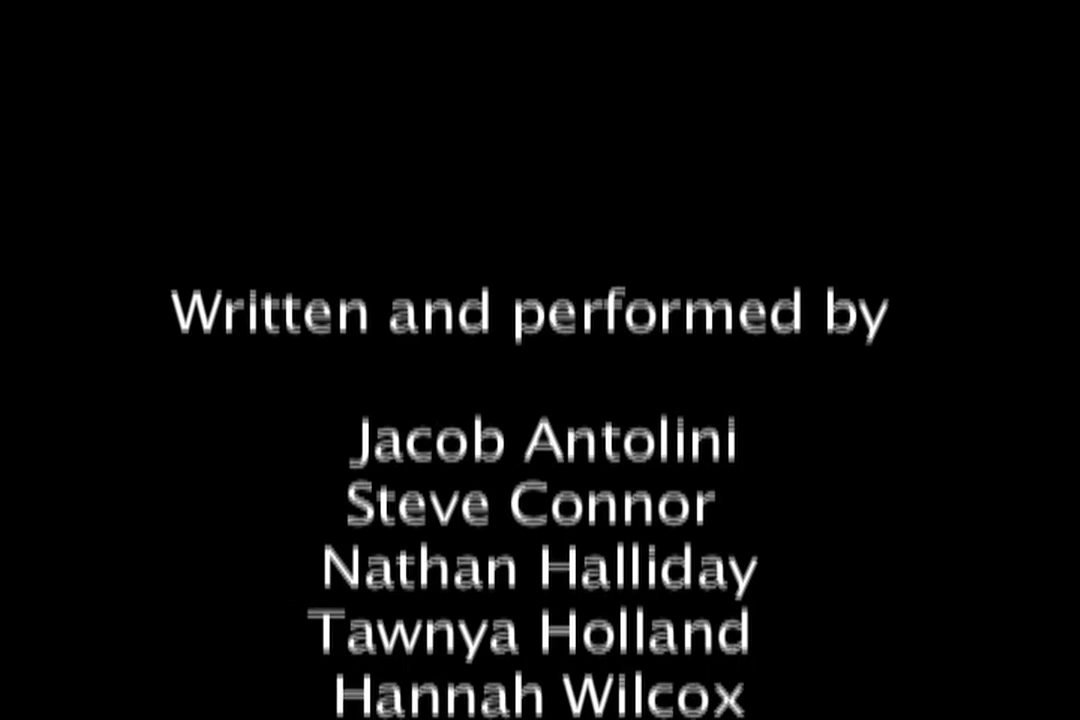 Written and performed by
Jacob Antolini
Steve Connor
Nathan Halliday
Tawnya Holland
Hannah Wilcox